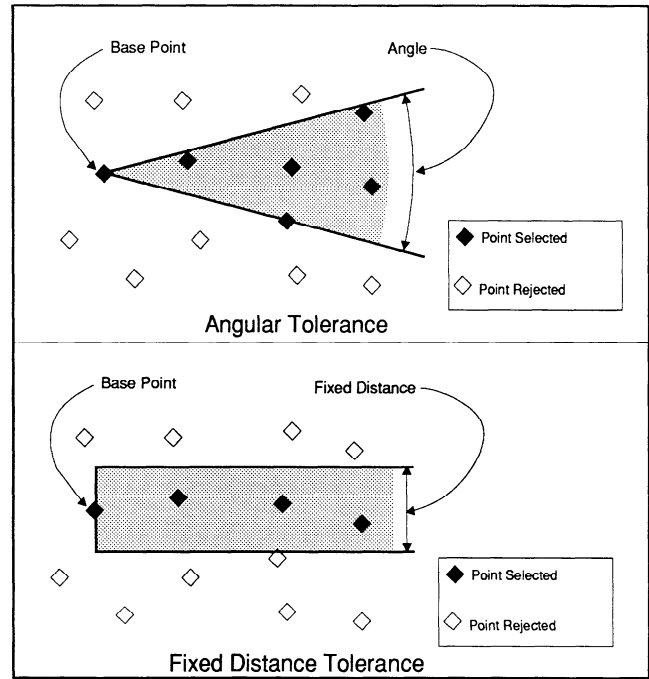 Base Point
Angle
Point Selected
Point Rejected
Angular Tolerance
Base Point
Fixed Distance
Point Selected
Point Rejected
Fixed Distance Tolerance